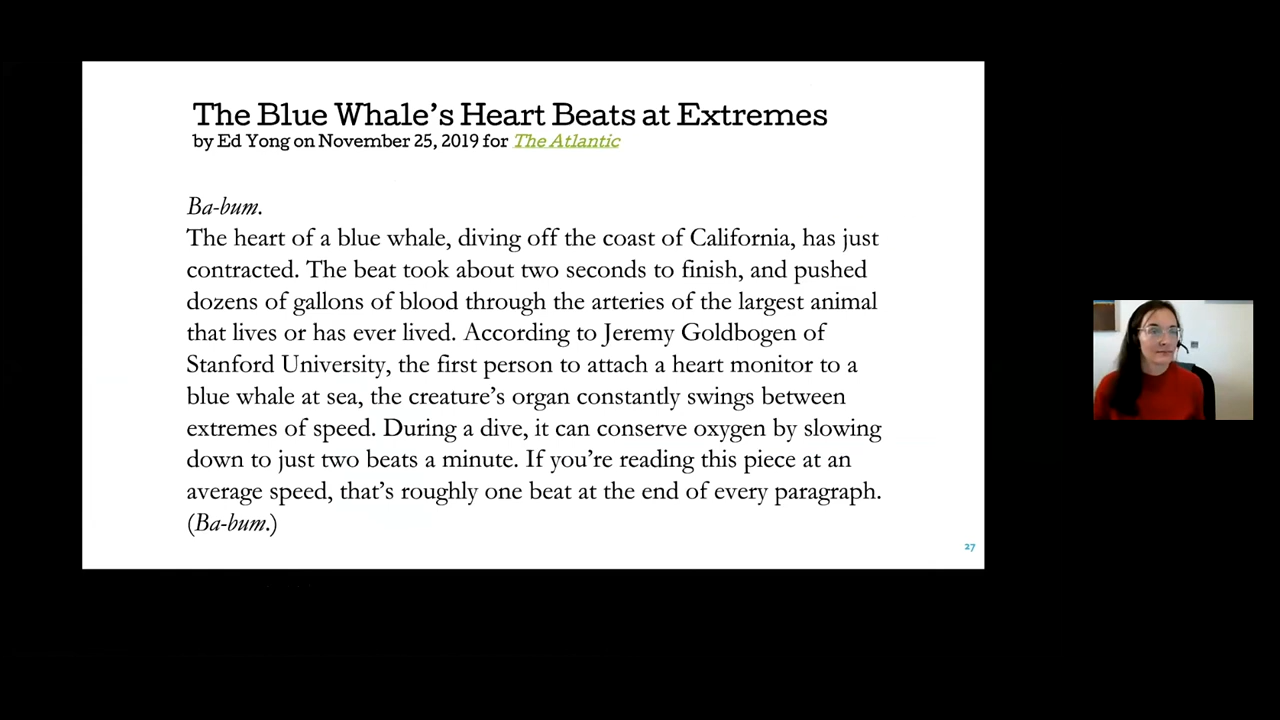 The Blue Whale’s Heart Beats at Extremes
by Ed Yong on November 25, 2019 for The Atlantic
Ba-bum.
The heart of a blue whale, diving off the coast of California, has just
contracted. The beat took about two seconds to finish, and pushed
dozens of gallons of blood through the arteries of the largest animal
that lives or has ever lived. According to Jeremy Goldbogen of
Stanford University, the first person to attach a heart monitor to a
blue whale at sea, the creature’s organ constantly swings between
extremes of speed. During a dive, it can conserve oxygen by slowing
down to just two beats a minute. If you’re reading this piece at an
average speed, that’s roughly one beat at the end of every paragraph.
(Ba-bum.)
27